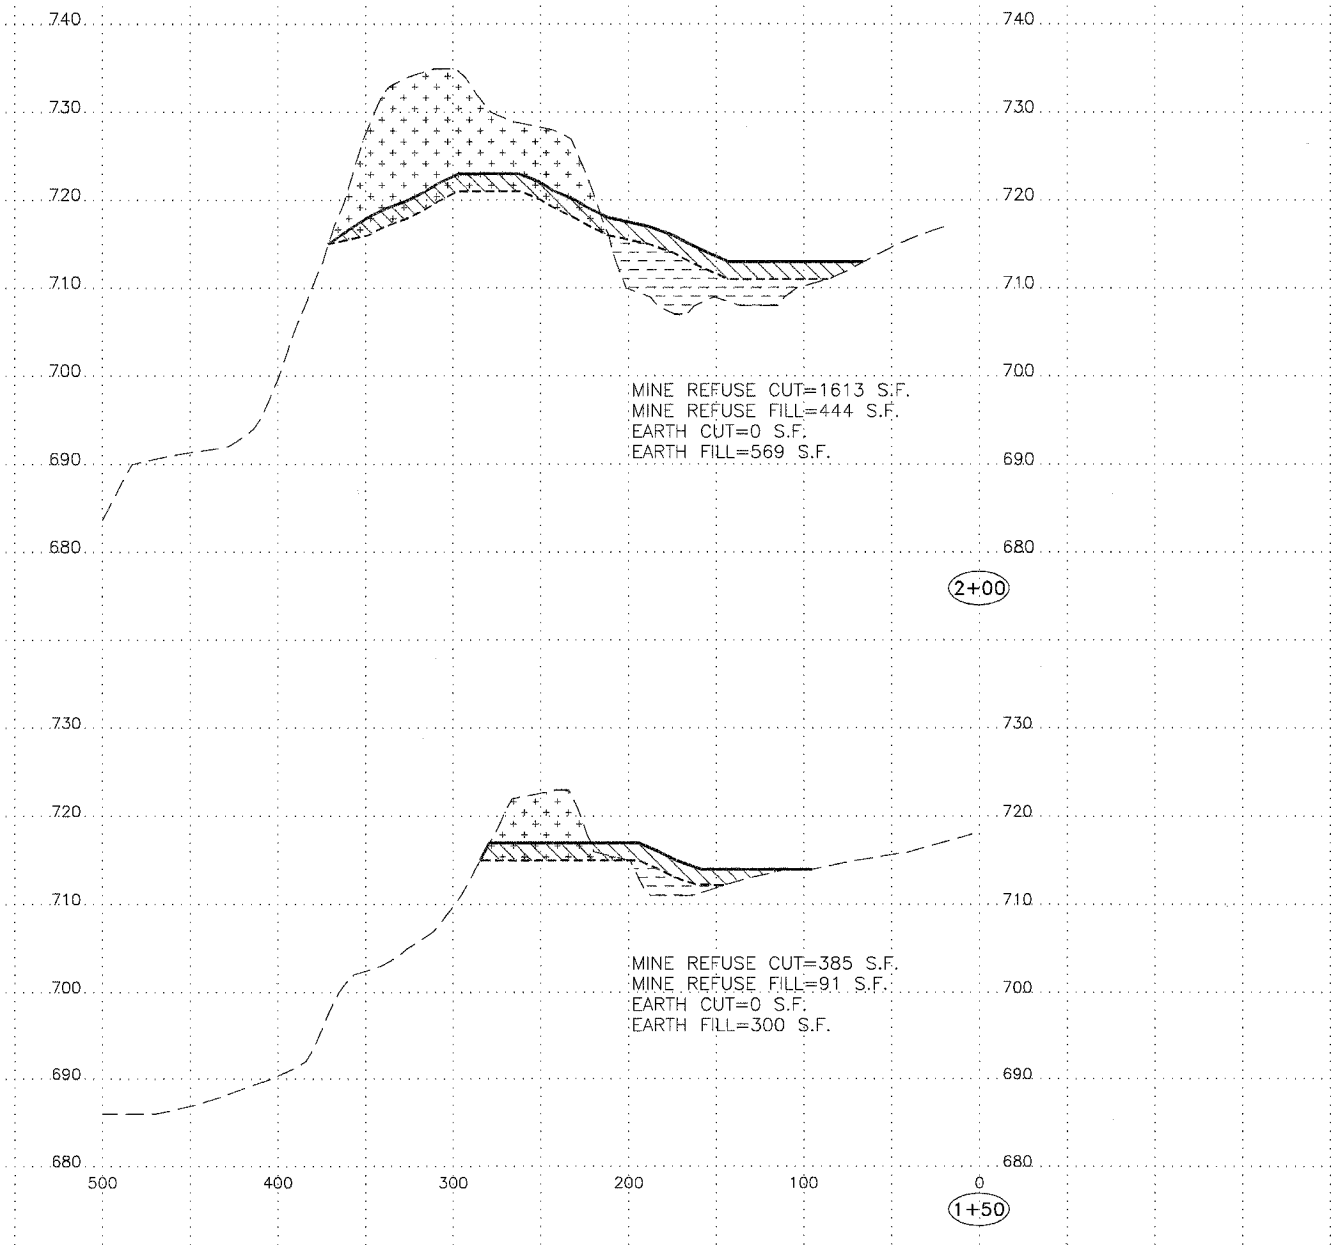 740 740
730 730
720 720
710 710
700 700
MINE REFUSE CUT=1613 S.F.
MINE REFUSE FILL=444 S.F.
EARTH CUT=0 S.F.
EARTH FILL=569 S.F.
690 690
680 680
2+00
730 730
720 720
710 710
MINE REFUSE CUT=385 S.F.
MINE REFUSE FILL=91 S.F.
700 700
EARTH CUT=0 S.F.
EARTH FILL=300 S.F.
690 690
680 680
500 400 300 200 100 0
1+50